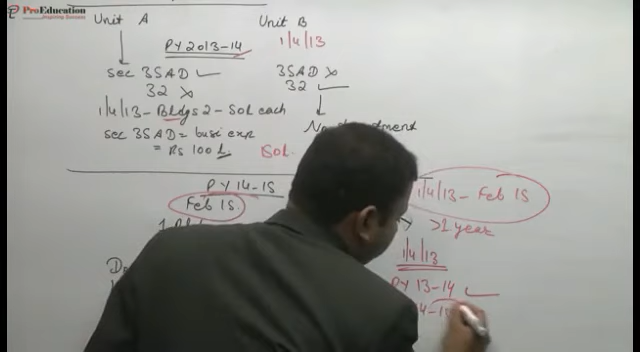 ProEducation
Inspiring Success
Unit A
Unit B
PY 2013-14
1/4/13
sec 35AD ✓
35AD ×
32 ×
32 ✓
1/4/13 - Bldgs 2 - 50L each
sec 35AD = busi exp
= Rs 100 L
50L
PY 14-15
Feb 15
1/4/13 - Feb 15
>1 year
1/4/13
PY 13-14 ✓